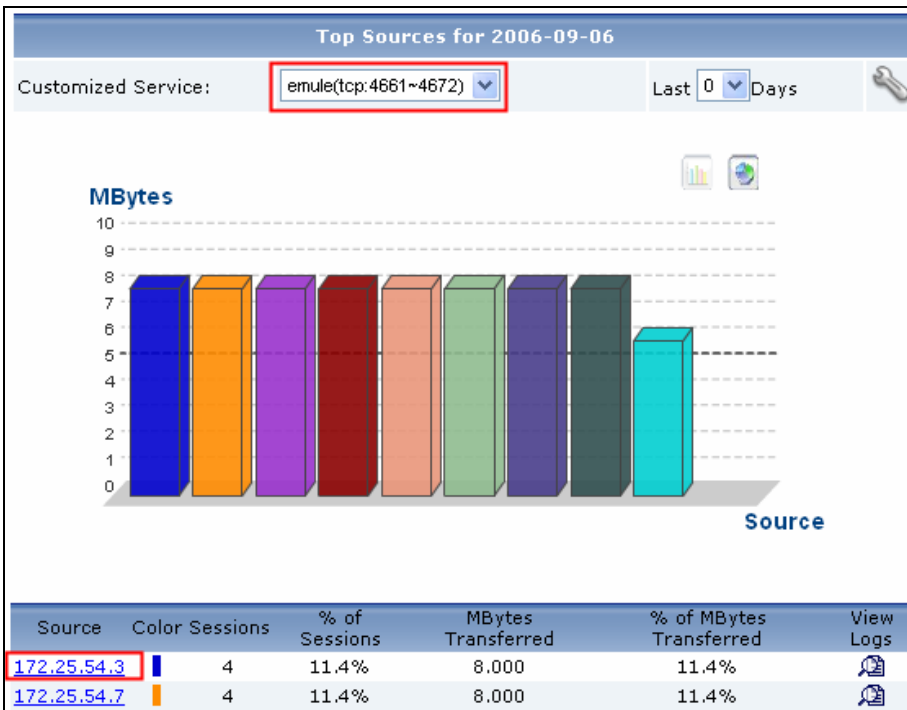 Top Sources for 2006-09-06
Customized Service: emule(tcp:4661~4672) Last 0 Days
MBytes
10
9
8
7
6
5
4
3
2
1
0
Source
Source Color Sessions % of Sessions MBytes Transferred % of MBytes Transferred View Logs
172.25.54.3 4 11.4% 8.000 11.4%
172.25.54.7 4 11.4% 8.000 11.4%